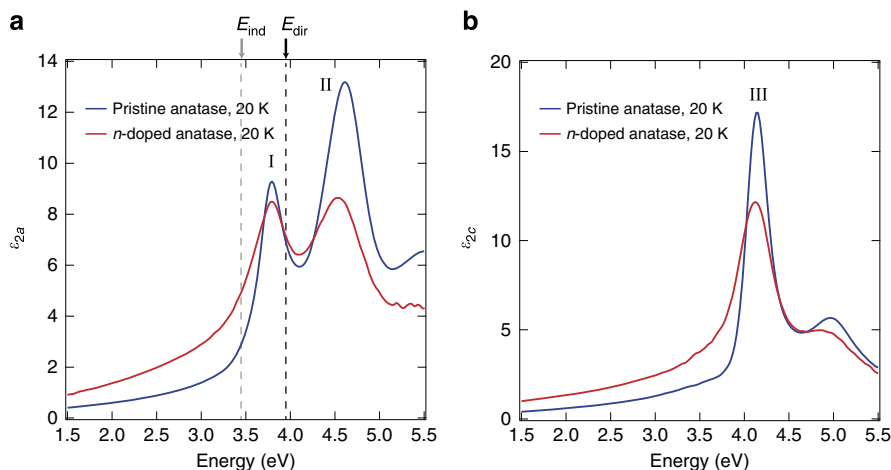 a
E_ind E_dir
14
12
10
8
6
4
2
0
ε_2a
Pristine anatase, 20 K
n-doped anatase, 20 K
I
II
1.5 2.0 2.5 3.0 3.5 4.0 4.5 5.0 5.5
Energy (eV)
b
20
15
10
5
0
ε_2c
Pristine anatase, 20 K
n-doped anatase, 20 K
III
1.5 2.0 2.5 3.0 3.5 4.0 4.5 5.0 5.5
Energy (eV)